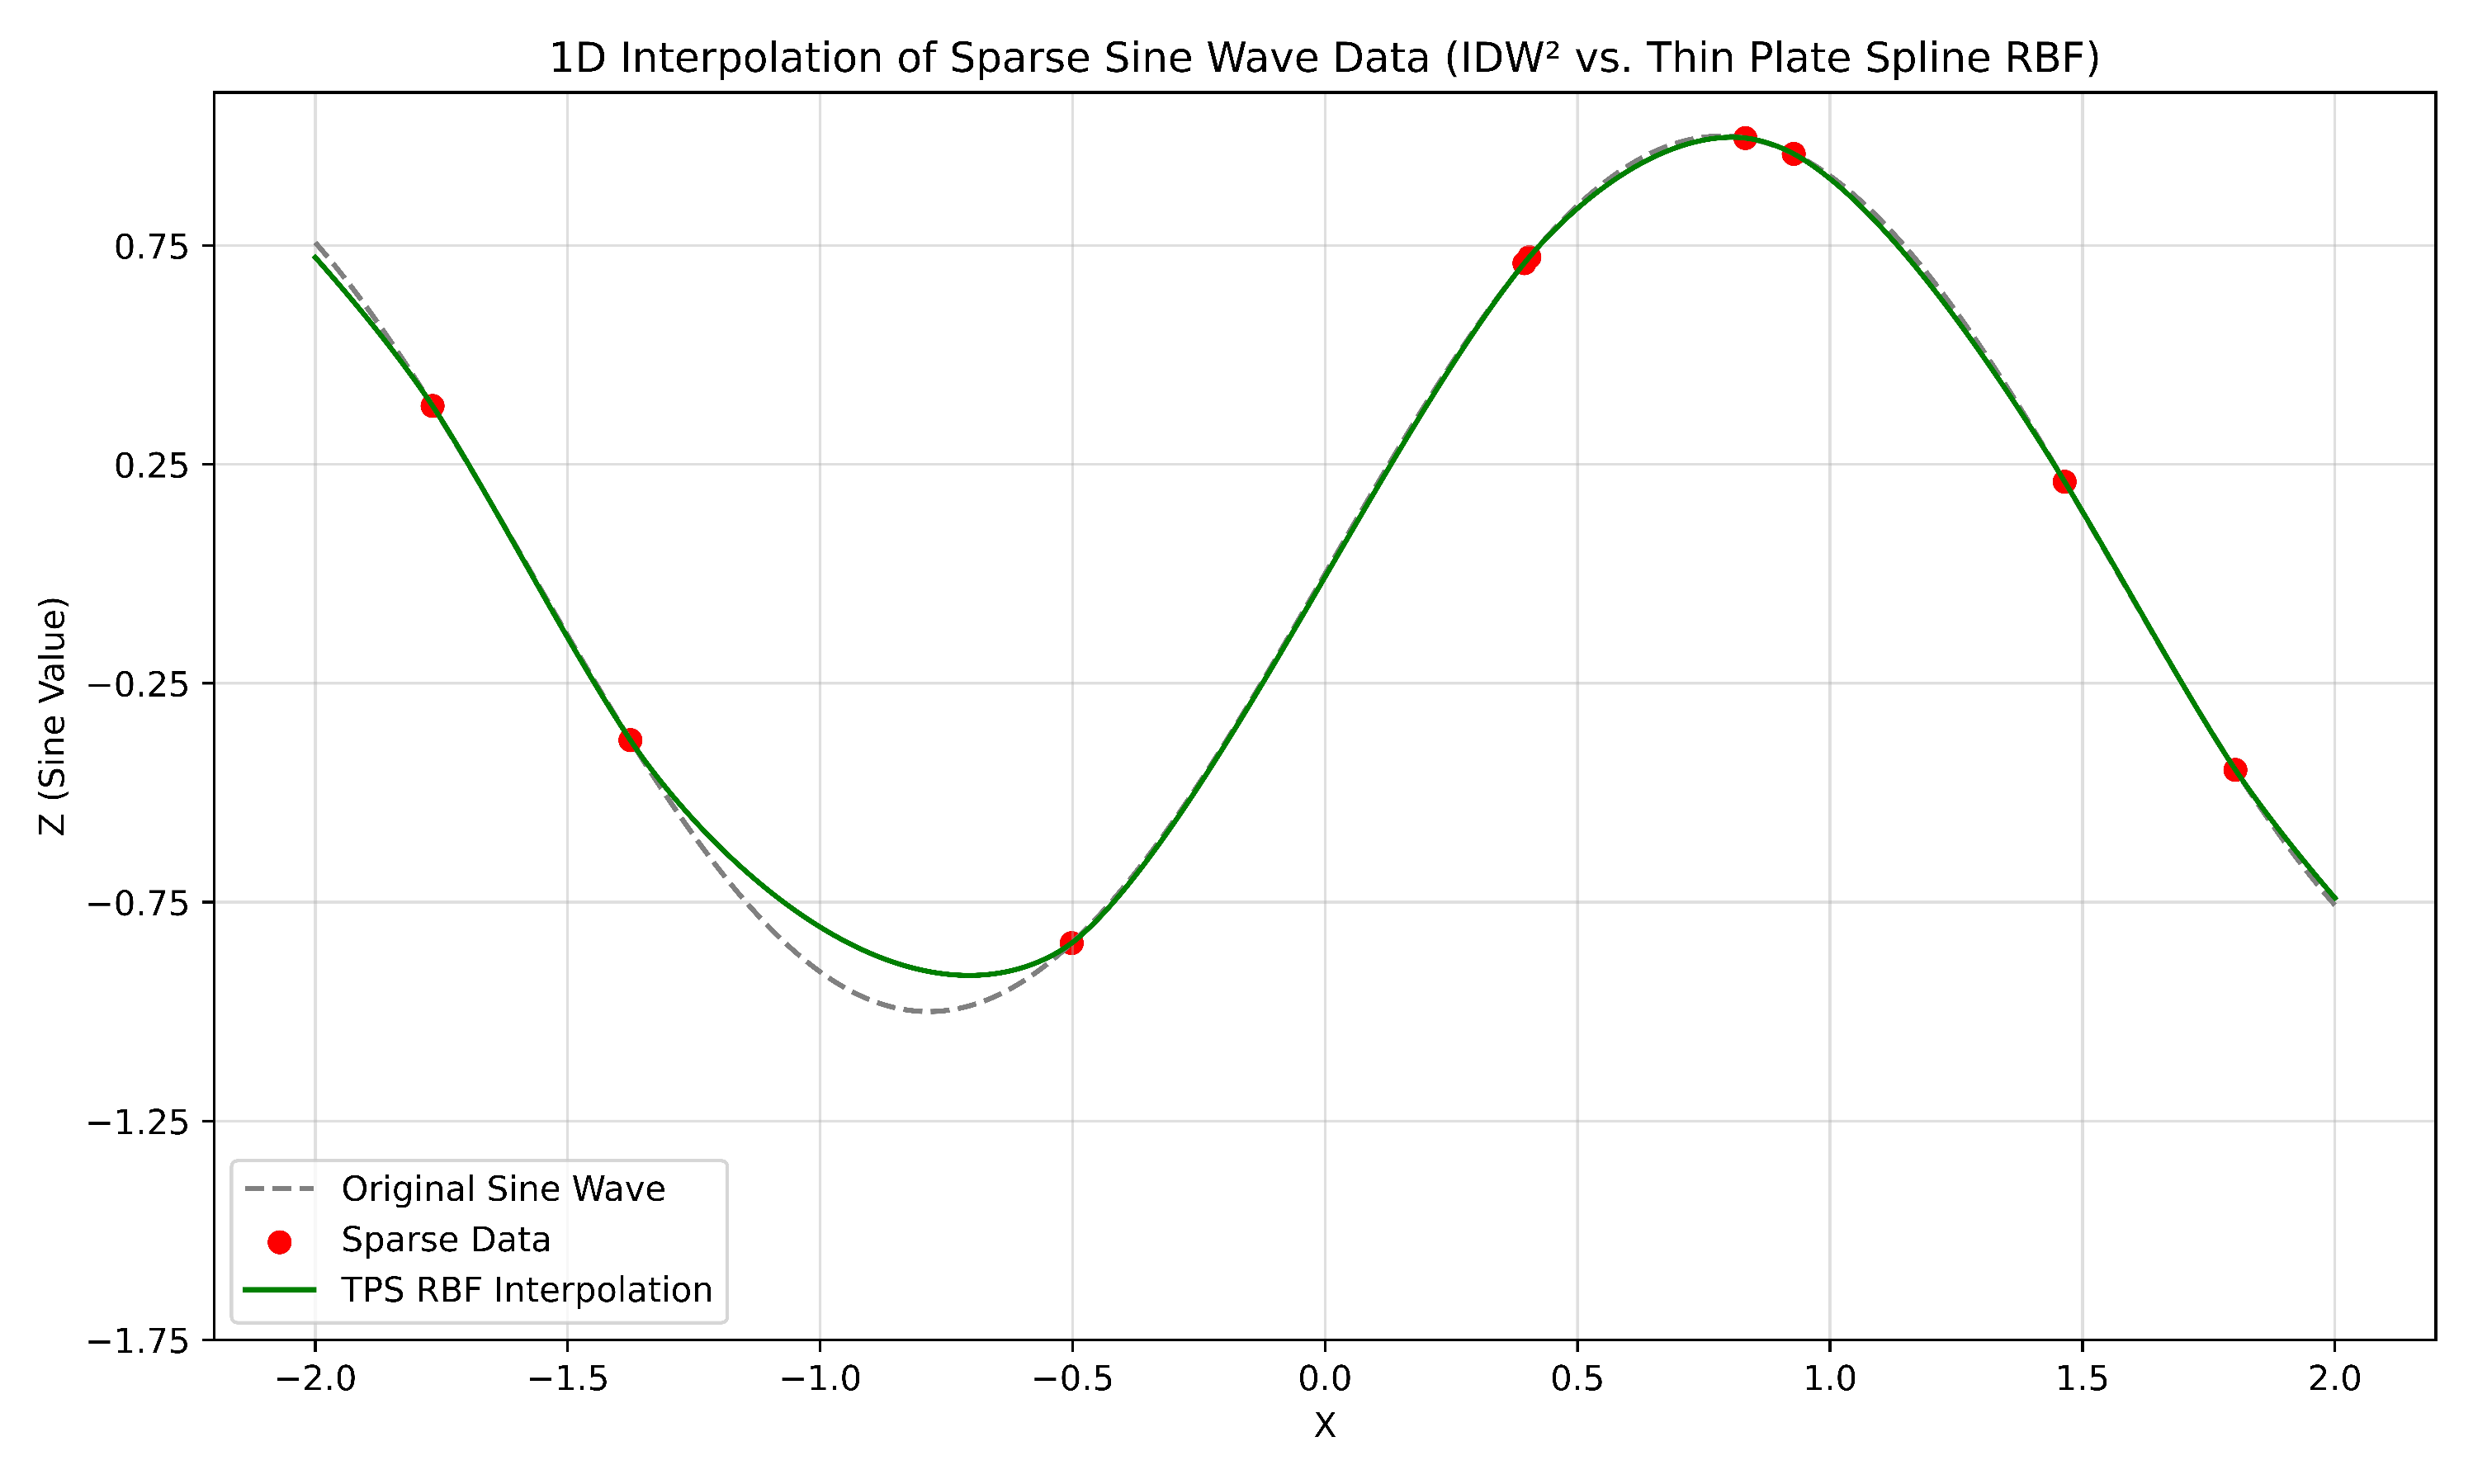 1D Interpolation of Sparse Sine Wave Data (IDW² vs. Thin Plate Spline RBF)
Z (Sine Value)
0.75
0.25
−0.25
−0.75
−1.25
−1.75
Original Sine Wave
Sparse Data
TPS RBF Interpolation
−2.0 −1.5 −1.0 −0.5 0.0 0.5 1.0 1.5 2.0
X